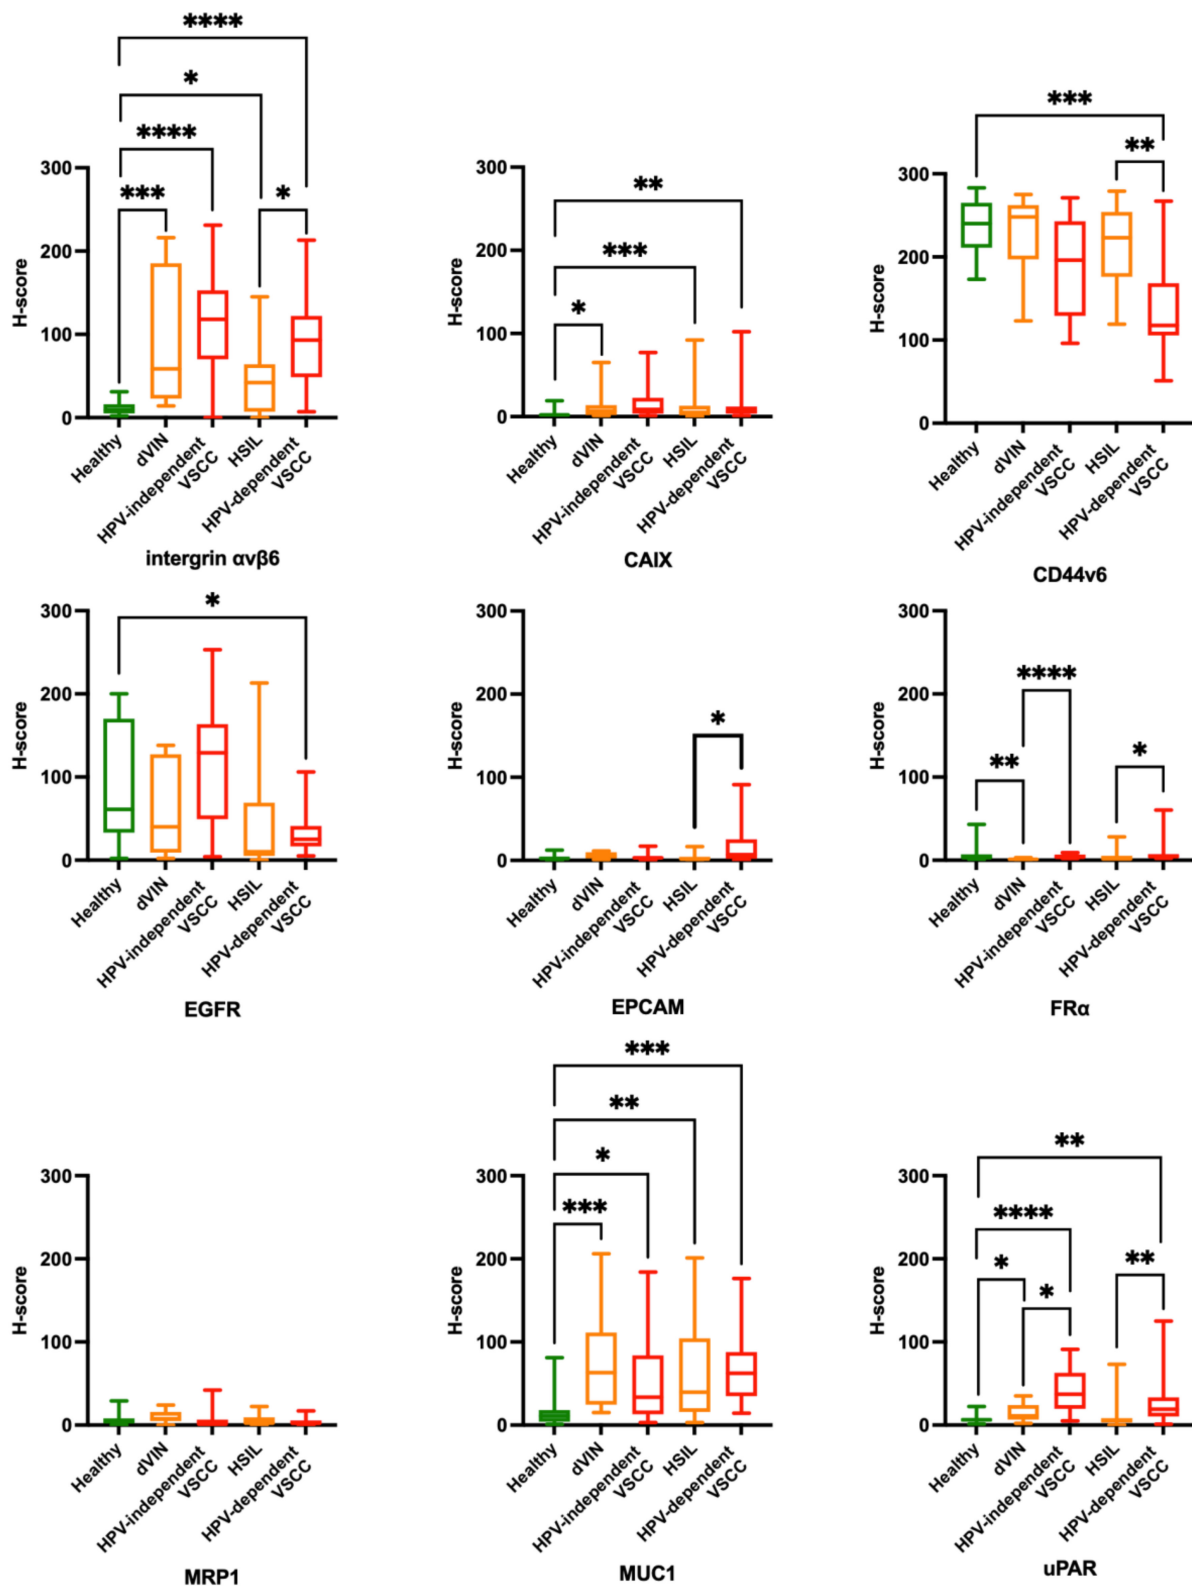 ****
*
****
***
*
300
200
100
0
H-score
Healthy
dVIN
HPV-independent
VSCC
HSIL
HPV-dependent
VSCC
intergrin αvβ6
**
***
*
300
200
100
0
H-score
Healthy
dVIN
HPV-independent
VSCC
HSIL
HPV-dependent
VSCC
CAIX
***
**
300
200
100
0
H-score
Healthy
dVIN
HPV-independent
VSCC
HSIL
HPV-dependent
VSCC
CD44v6
*
300
200
100
0
H-score
Healthy
dVIN
HPV-independent
VSCC
HSIL
HPV-dependent
VSCC
EGFR
*
300
200
100
0
H-score
Healthy
dVIN
HPV-independent
VSCC
HSIL
HPV-dependent
VSCC
EPCAM
****
**
*
300
200
100
0
H-score
Healthy
dVIN
HPV-independent
VSCC
HSIL
HPV-dependent
VSCC
FRα
300
200
100
0
H-score
Healthy
dVIN
HPV-independent
VSCC
HSIL
HPV-dependent
VSCC
MRP1
***
**
*
***
300
200
100
0
H-score
Healthy
dVIN
HPV-independent
VSCC
HSIL
HPV-dependent
VSCC
MUC1
**
****
*
**
*
300
200
100
0
H-score
Healthy
dVIN
HPV-independent
VSCC
HSIL
HPV-dependent
VSCC
uPAR